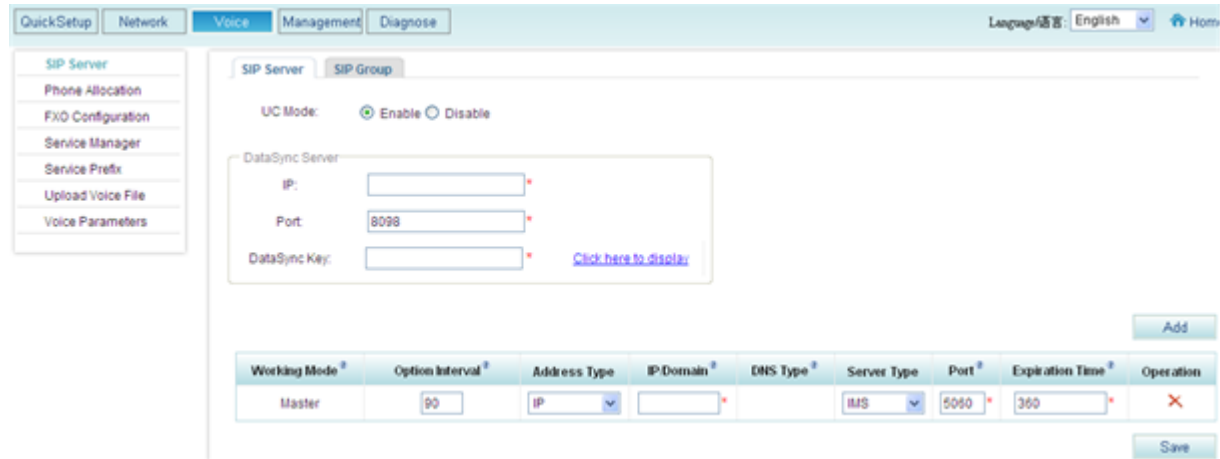 QuickSetup Network Voice Management Diagnose Language/语言: English Home
SIP Server
Phone Allocation
FXO Configuration
Service Manager
Service Prefix
Upload Voice File
Voice Parameters
SIP Server SIP Group
UC Mode: Enable Disable
DataSync Server
IP: *
Port: 8098 *
DataSync Key: * Click here to display
Add
Working Mode Option Interval Address Type IP/Domain DNS Type Server Type Port Expiration Time Operation
Master 90 IP * IMS 5060 * 360 *
Save